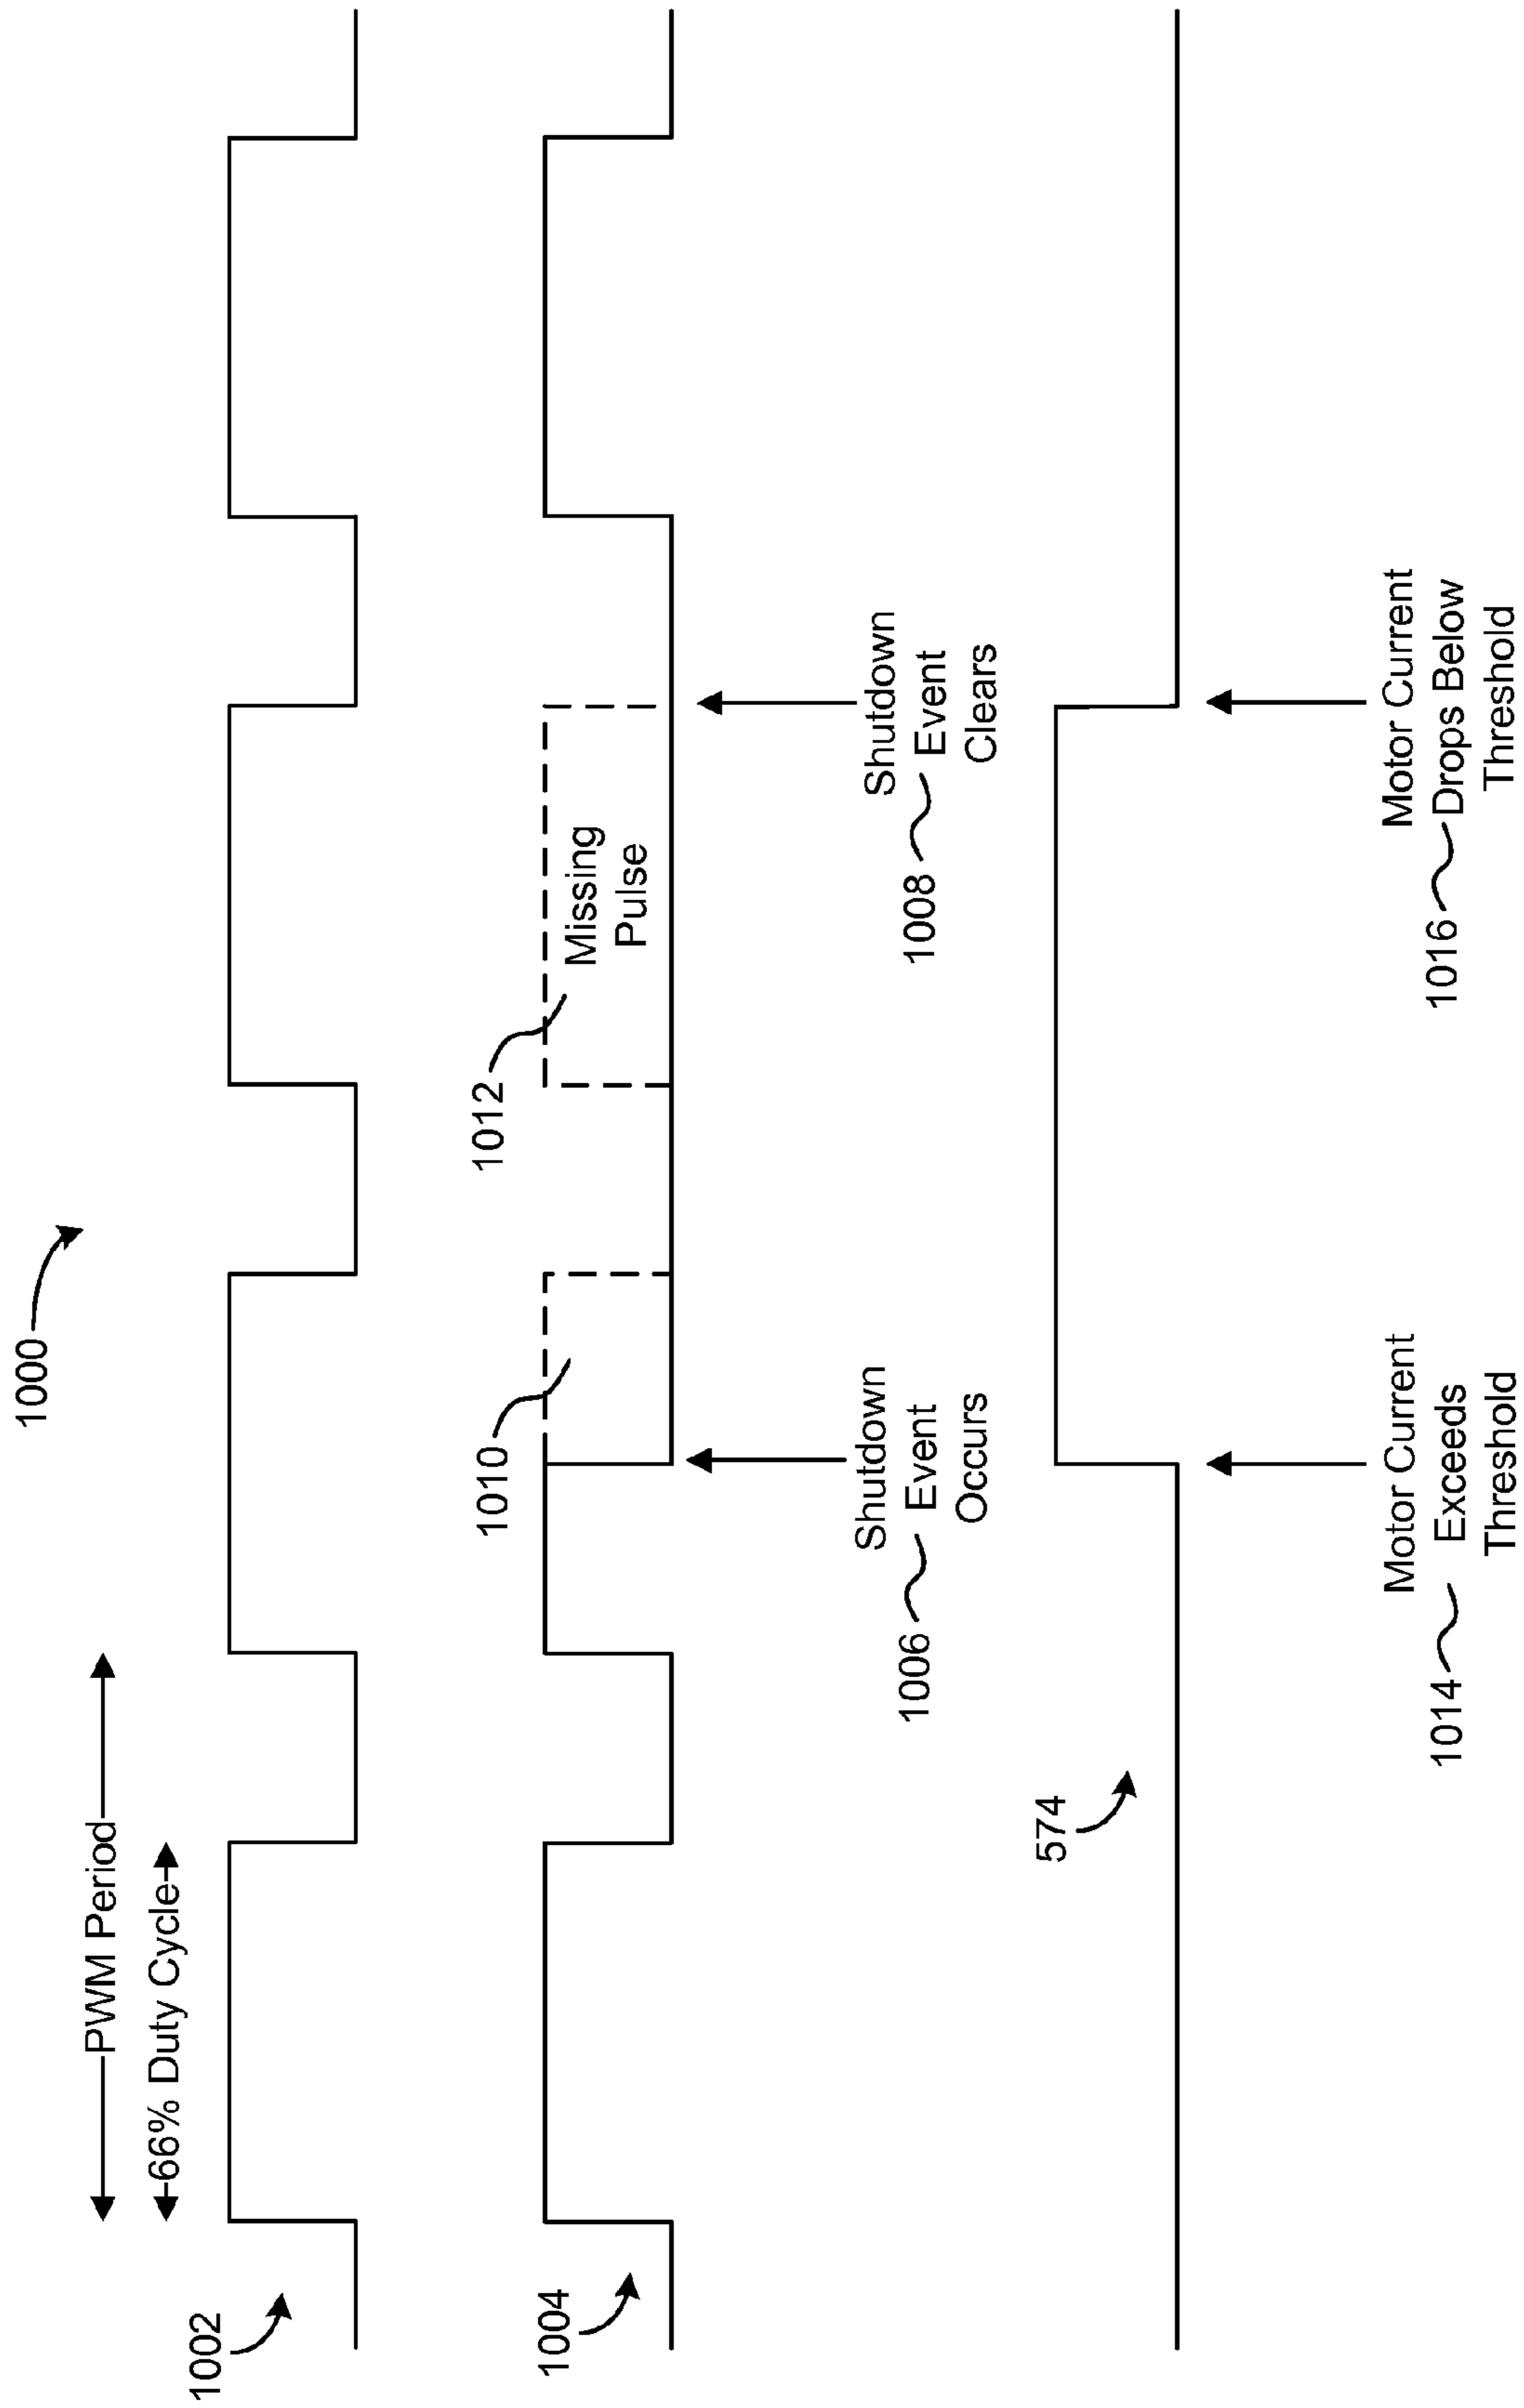 1000
PWM Period
66% Duty Cycle
1002
1004
1010
1012
Missing
Pulse
1006
Shutdown
Event
Occurs
1008
Shutdown
Event
Clears
574
1014
Motor Current
Exceeds
Threshold
1016
Motor Current
Drops Below
Threshold